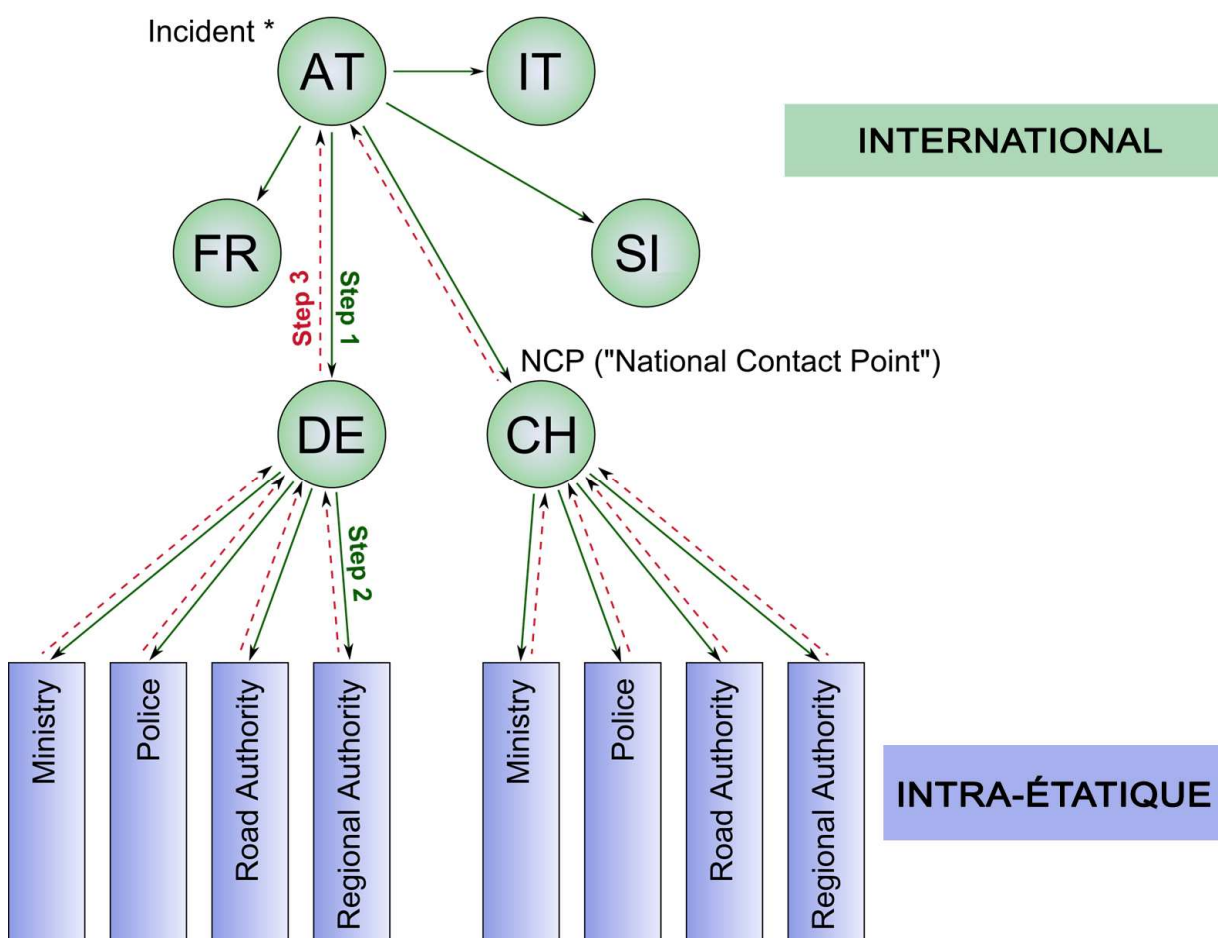 Incident *
AT
IT
INTERNATIONAL
FR
SI
Step 3
Step 1
NCP ("National Contact Point")
DE
CH
Step 2
Ministry
Police
Road Authority
Regional Authority
Ministry
Police
Road Authority
Regional Authority
INTRA-ÉTATIQUE